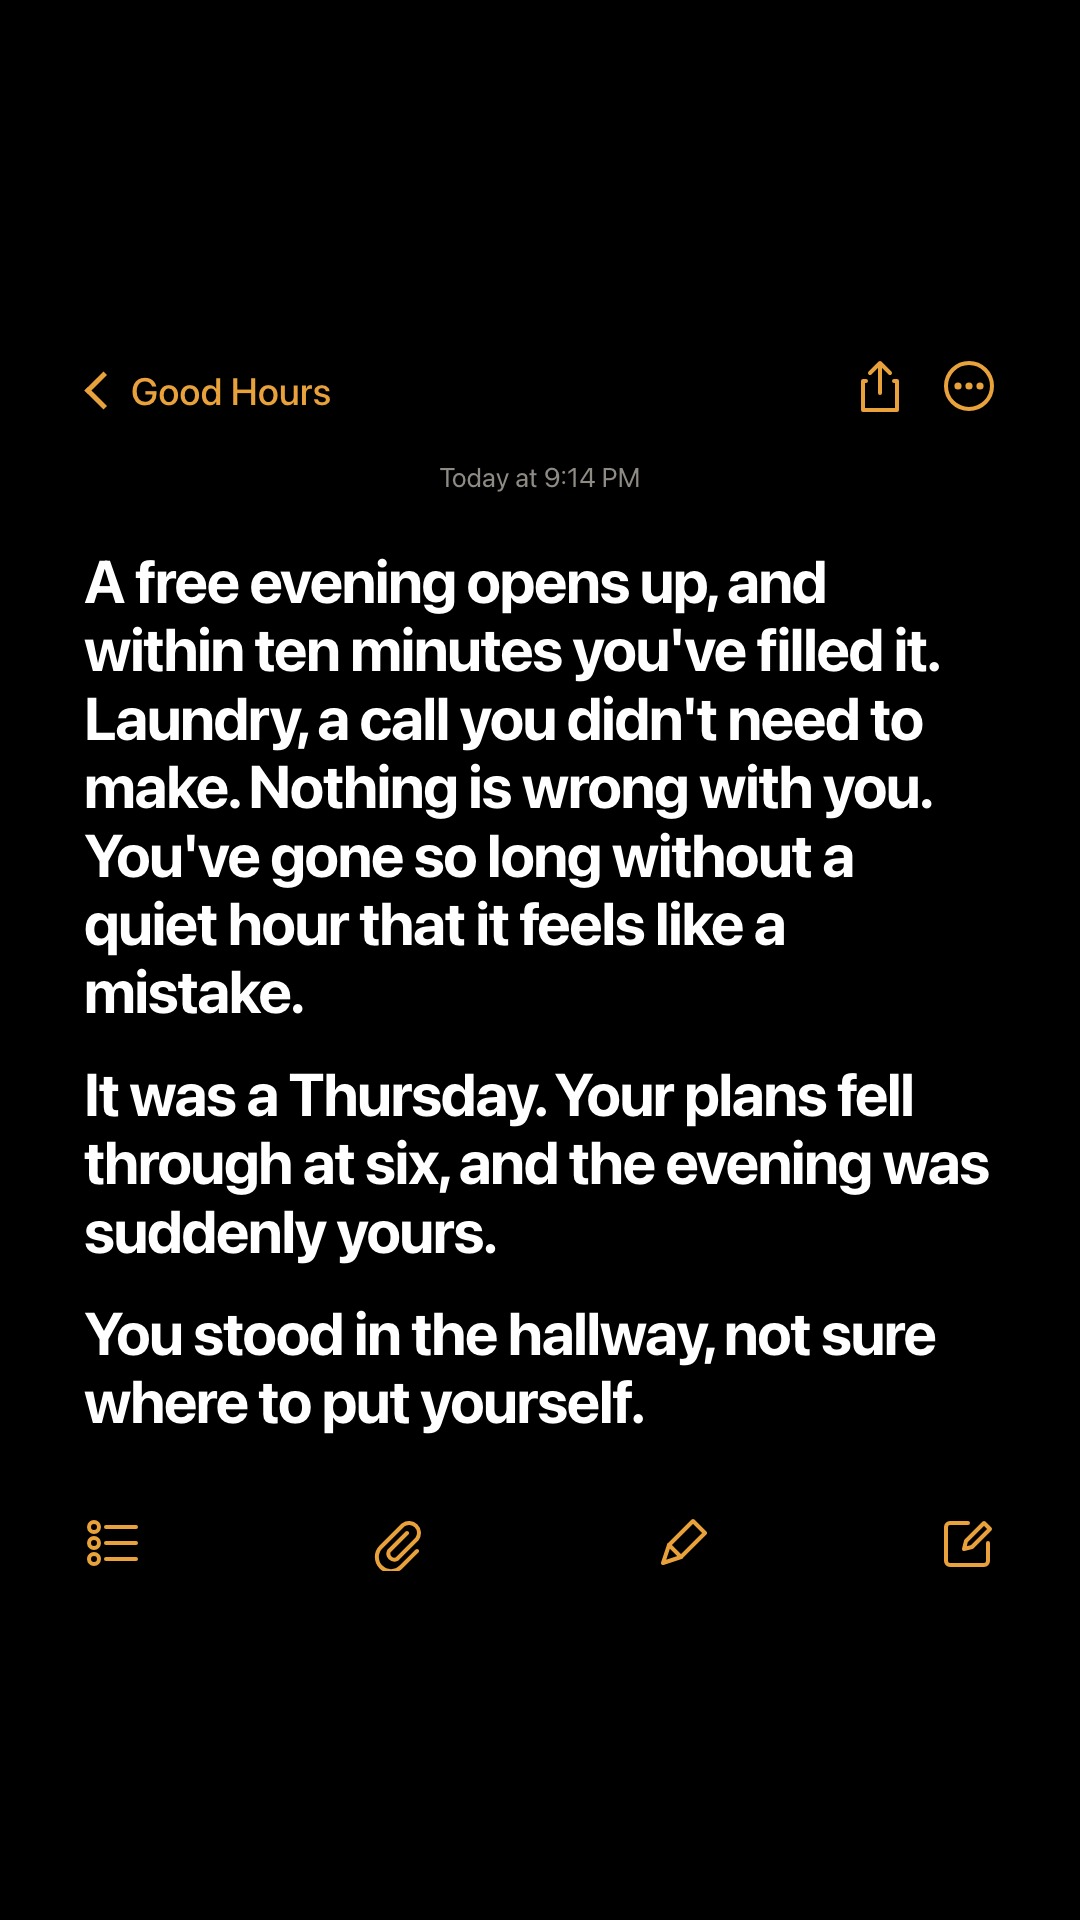 Good Hours
Today at 9:14 PM
A free evening opens up, and
within ten minutes you've filled it.
Laundry, a call you didn't need to
make. Nothing is wrong with you.
You've gone so long without a
quiet hour that it feels like a
mistake.
It was a Thursday. Your plans fell
through at six, and the evening was
suddenly yours.
You stood in the hallway, not sure
where to put yourself.